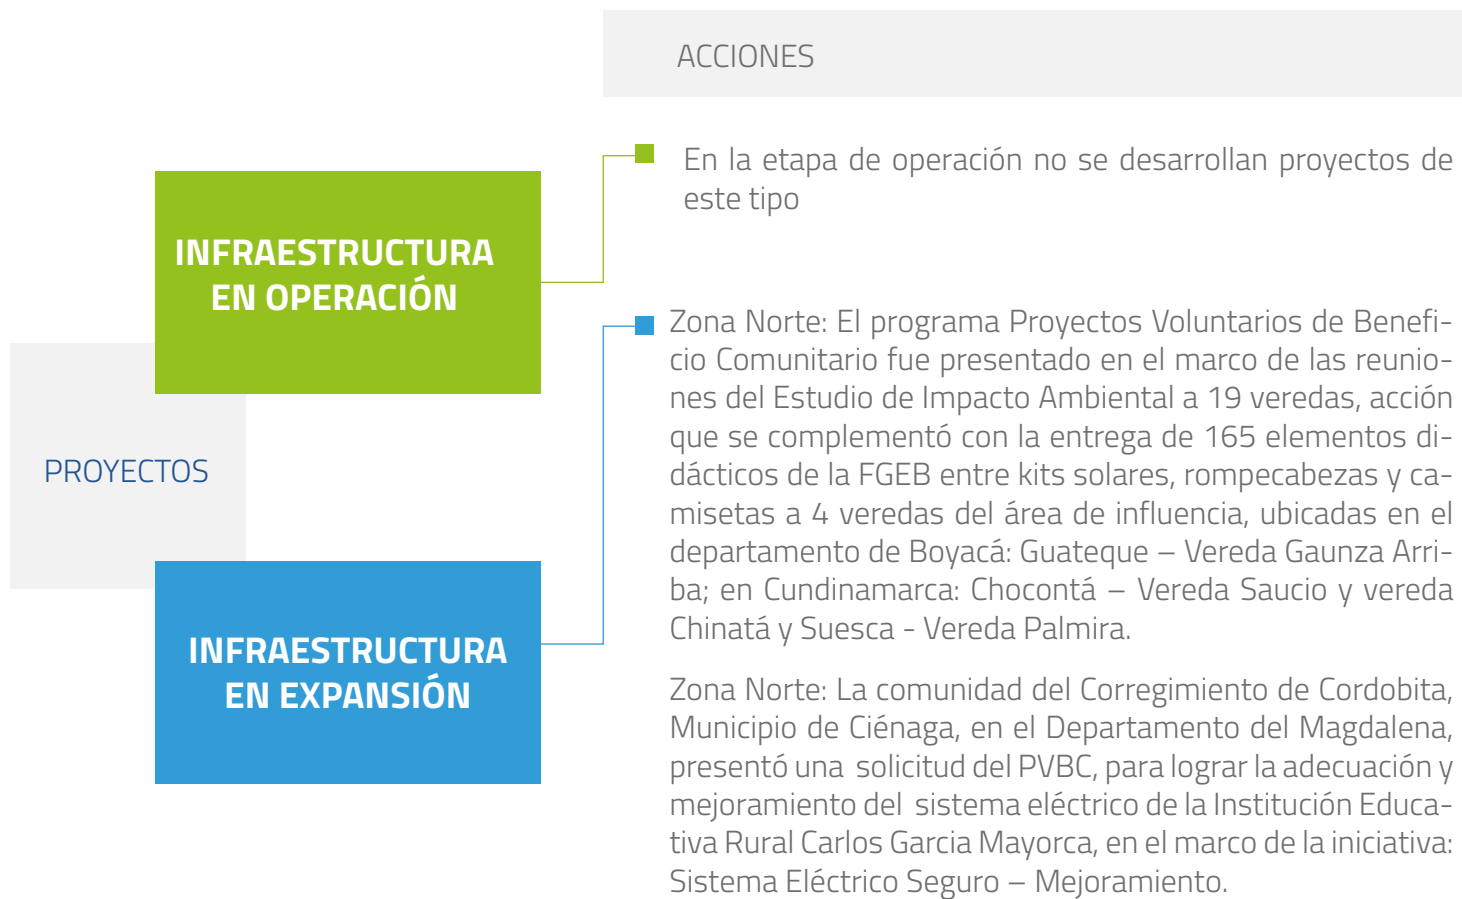 ACCIONES
En la etapa de operación no se desarrollan proyectos de
este tipo
INFRAESTRUCTURA
EN OPERACIÓN
PROYECTOS
INFRAESTRUCTURA
EN EXPANSIÓN
Zona Norte: El programa Proyectos Voluntarios de Benefi-
cio Comunitario fue presentado en el marco de las reunio-
nes del Estudio de Impacto Ambiental a 19 veredas, acción
que se complementó con la entrega de 165 elementos di-
dácticos de la FGEB entre kits solares, rompecabezas y ca-
misetas a 4 veredas del área de influencia, ubicadas en el
departamento de Boyacá: Guateque – Vereda Gaunza Arri-
ba; en Cundinamarca: Chocontá – Vereda Saucio y vereda
Chinatá y Suesca - Vereda Palmira.
Zona Norte: La comunidad del Corregimiento de Cordobita,
Municipio de Ciénaga, en el Departamento del Magdalena,
presentó una  solicitud del PVBC, para lograr la adecuación y
mejoramiento del  sistema eléctrico de la Institución Educa-
tiva Rural Carlos Garcia Mayorca, en el marco de la iniciativa:
Sistema Eléctrico Seguro – Mejoramiento.